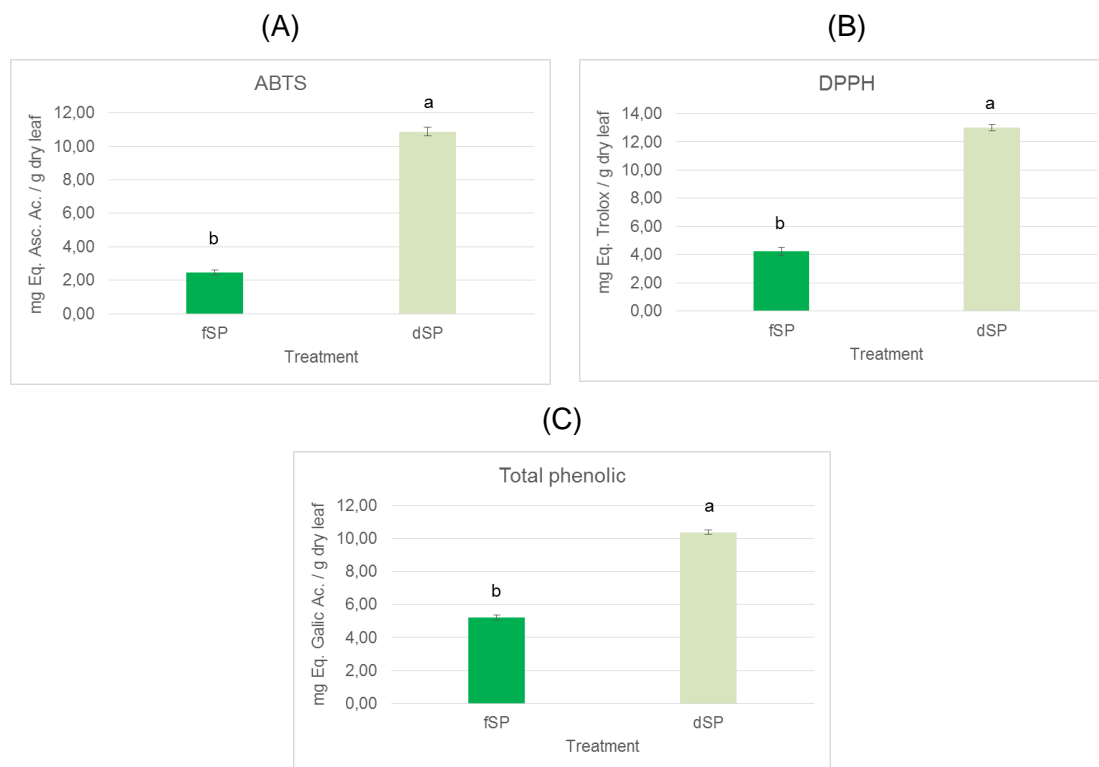 (A)
ABTS
mg Eq. Asc. Ac. / g dry leaf
12,00
10,00
8,00
6,00
4,00
2,00
0,00
b
a
fSP
dSP
Treatment
(B)
DPPH
mg Eq. Trolox / g dry leaf
14,00
12,00
10,00
8,00
6,00
4,00
2,00
0,00
b
a
fSP
dSP
Treatment
(C)
Total phenolic
mg Eq. Galic Ac. / g dry leaf
12,00
10,00
8,00
6,00
4,00
2,00
0,00
b
a
fSP
dSP
Treatment